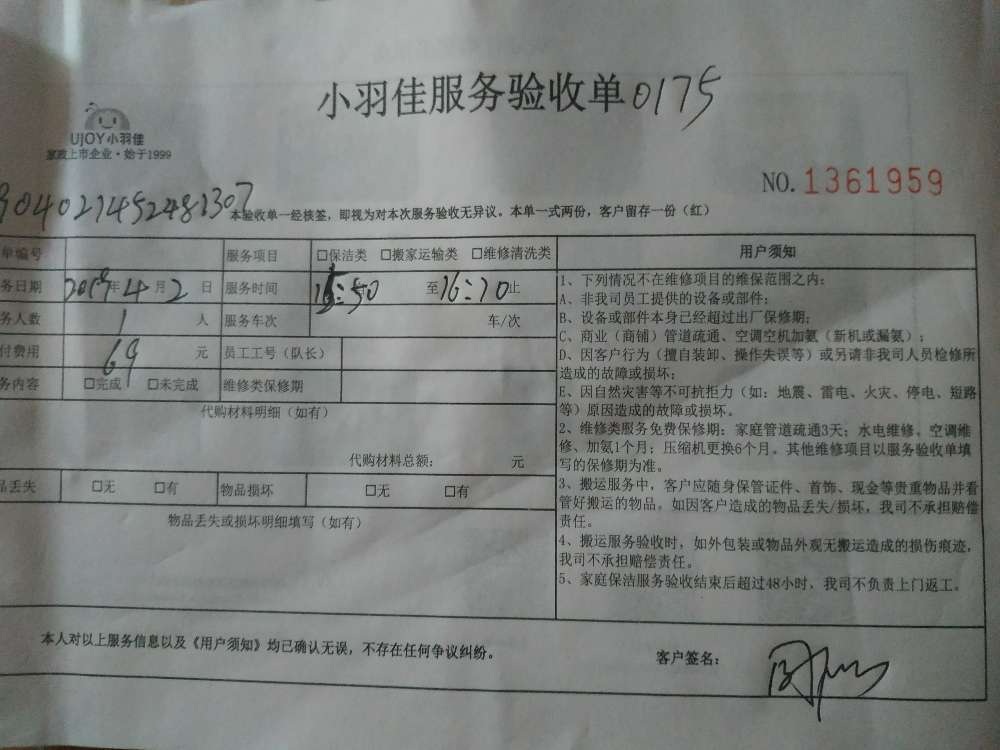 小羽佳服务验收单0175
UJOY小羽佳
家政上市企业·始于1999
NO.1361959
904021452481307
本验收单一经核签，即视为对本次服务验收无异议。本单一式两份，客户留存一份（红）
单编号 服务项目 □保洁类 □搬家运输类 □维修清洗类
务日期 2019年4月2日 服务时间 15:50至16:10止
务人数 1人 服务车次 车/次
付费用 69元 员工工号（队长）
务内容 □完成 □未完成 维修类保修期
代购材料明细（如有）
代购材料总额： 元
品丢失 □无 □有 物品损坏 □无 □有
物品丢失或损坏明细填写（如有）
用户须知
1、下列情况不在维修项目的维保范围之内：
A、非我司员工提供的设备或部件；
B、设备或部件本身已经超过出厂保修期；
C、商业（商铺）管道疏通、空调空机加氨（新机或漏氨）；
D、因客户行为（擅自装卸、操作失误等）或另请非我司人员检修所
造成的故障或损坏；
E、因自然灾害等不可抗拒力（如：地震、雷电、火灾、停电、短路
等）原因造成的故障或损坏。
2、维修类服务免费保修期：家庭管道疏通3天；水电维修、空调维
修、加氨1个月；压缩机更换6个月。其他维修项目以服务验收单填
写的保修期为准。
3、搬运服务中，客户应随身保管证件、首饰、现金等贵重物品并看
管好搬运的物品，如因客户造成的物品丢失/损坏，我司不承担赔偿
责任。
4、搬运服务验收时，如外包装或物品外观无搬运造成的损伤痕迹，
我司不承担赔偿责任。
5、家庭保洁服务验收结束后超过48小时，我司不负责上门返工。
本人对以上服务信息以及《用户须知》均已确认无误，不存在任何争议纠纷。
客户签名：